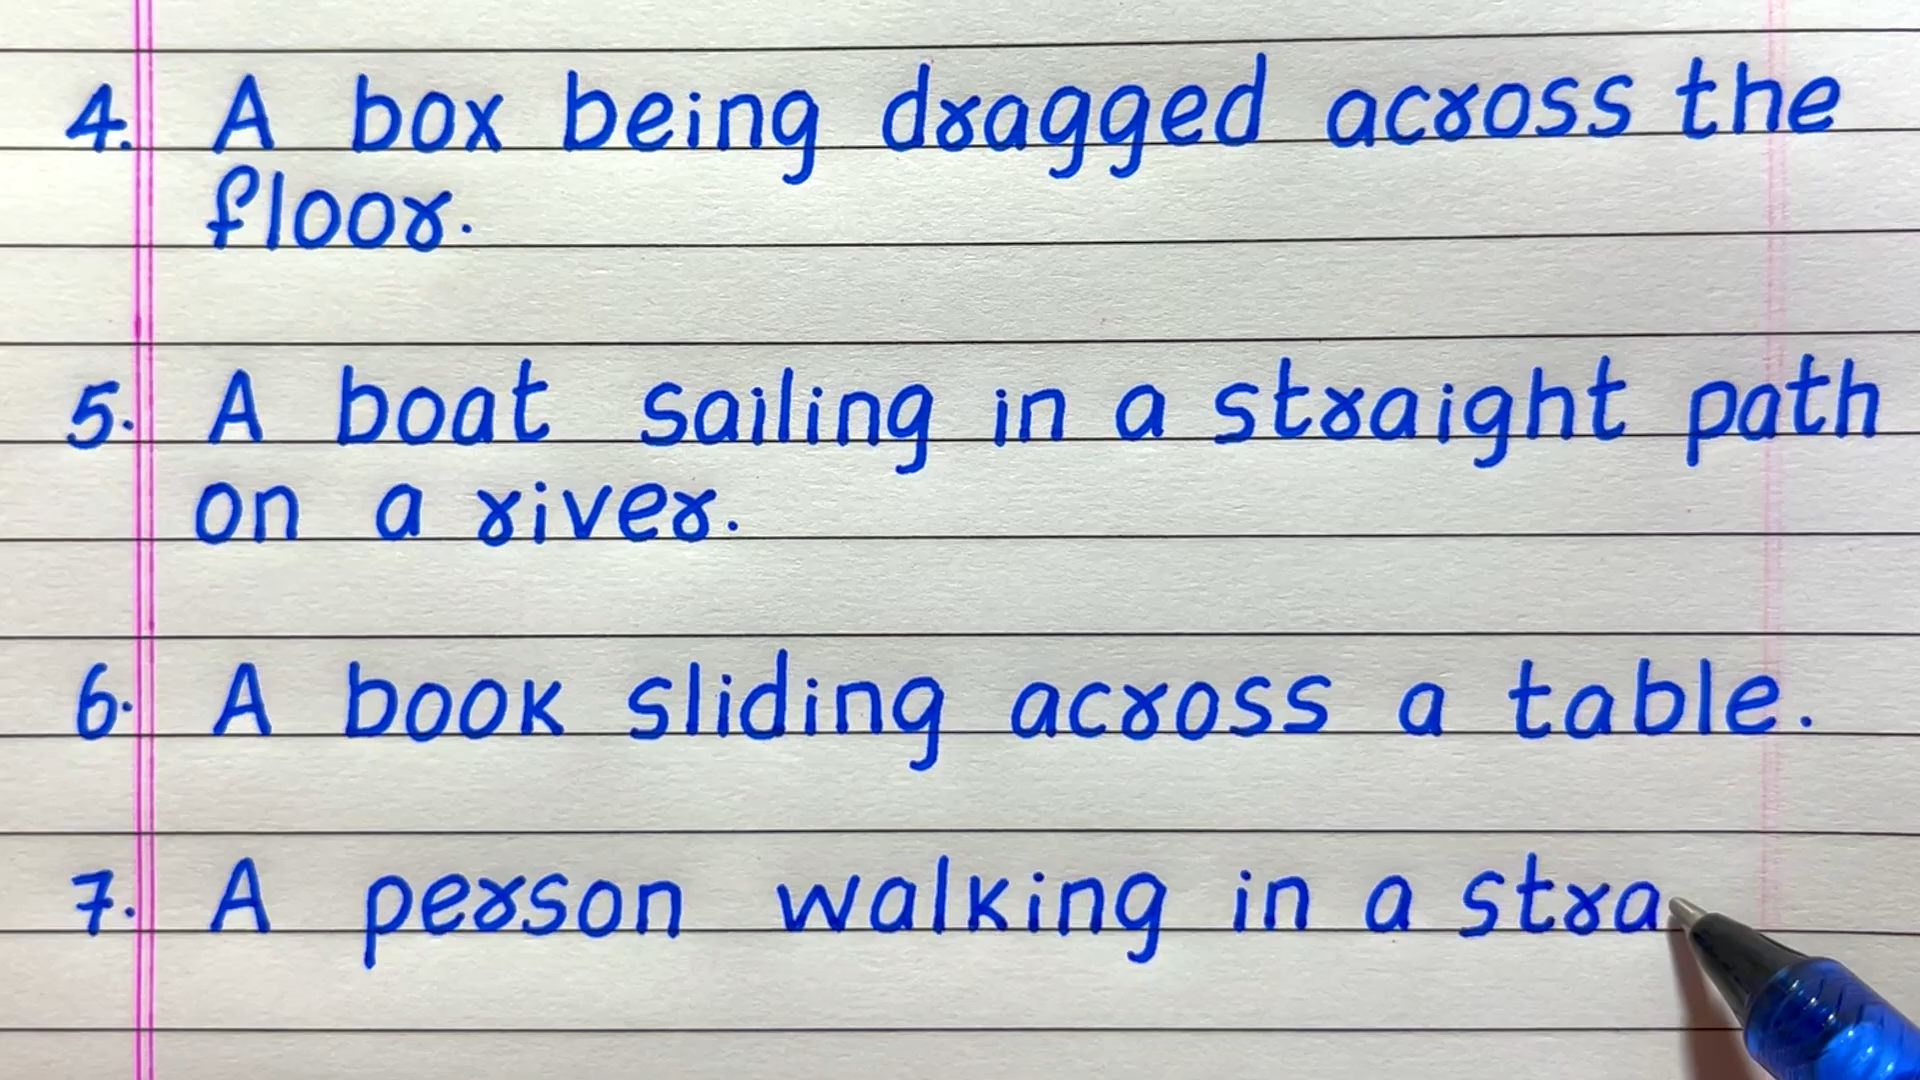 4. A box being dragged across the
floor.
5. A boat sailing in a straight path
on a river.
6. A book sliding across a table.
7. A person walking in a stra